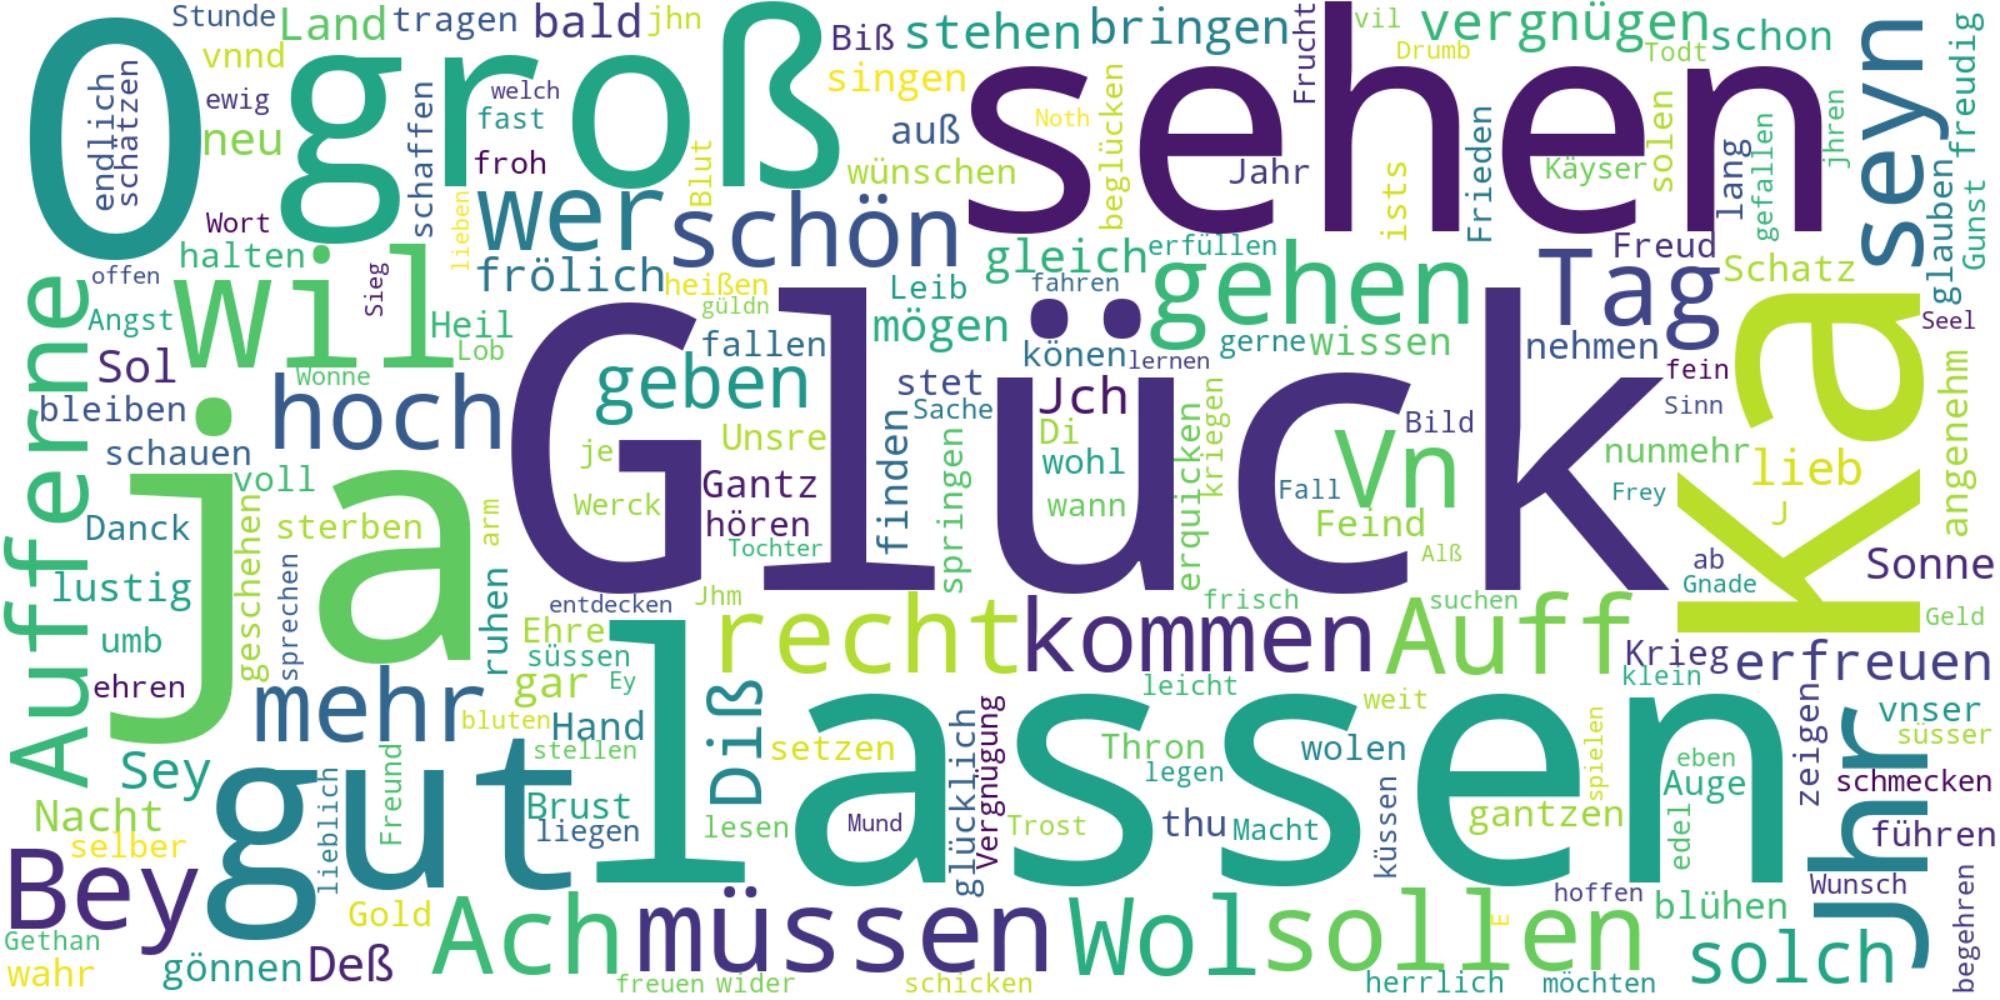 Stunde
Land
tragen
bald
jhn
Biß
stehen
bringen
Frucht
vil
vergnügen
schon
Drumb
Todt
seyn
freudig
O
groß
sehen
vnnd
endlich
schätzen
ewig
neu
schaffen
welch
fast
froh
singen
auß
Noth
beglücken
wünschen
Jahr
ists
Frieden
Käyser
solen
lang
gefallen
jhren
glauben
Gunst
Wort
lieben
Blut
wer
schön
halten
frölich
heißen
güldn
gleich
erfüllen
gehen
Tag
Freud
Schatz
offen
Angst
wil
Sieg
Heil
Lob
Leib
mögen
fahren
fallen
könen
lernen
gerne
wissen
nehmen
Seel
Auff
erne
Sol
Wonne
bleiben
hoch
schauen
ja
Glück
geben
stet
Sache
Jch
kriegen
Bild
fein
Sinn
ka
angenehm
voll
je
Unsre
finden
springen
Di
wohl
erquicken
Vn
nunmehr
lieb
Danck
geschehen
sterben
arm
Werck
Gantz
hören
Tochter
wann
Fall
Feind
Alß
Frey
J
lustig
sprechen
ruhen
entdecken
Jhm
frisch
suchen
ab
Gnade
Sonne
Geld
umb
Ehre
süssen
recht
kommen
Auff
Krieg
klein
erfreuen
ehren
mehr
gar
Ey
lassen
leicht
weit
bluten
Hand
Diß
zeigen
vnser
süsser
Sey
Freund
gut
stellen
setzen
glücklich
Vergnügung
Thron
legen
wolen
spielen
eben
Auge
schmecken
Nacht
selber
lieblich
Brust
liegen
lesen
Mund
Trost
thu
Macht
küssen
gantzen
edel
Jhr
führen
Bey
Gold
Ach
müssen
Wol
sollen
E
hoffen
blühen
Wunsch
begehren
Gethan
wahr
gönnen
Deß
freuen
wider
schicken
herrlich
möchten
solch